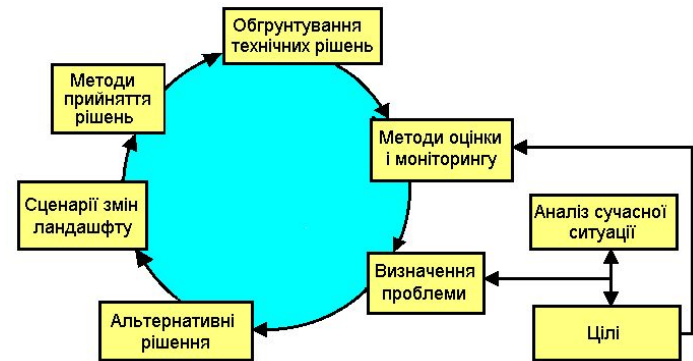 Обгрунтування
технічних рішень
Методи
прийняття
рішень
Методи оцінки
і моніторингу
Сценарії змін
ландашфту
Аналіз сучасної
ситуації
Визначення
проблеми
Альтернативні
рішення
Цілі